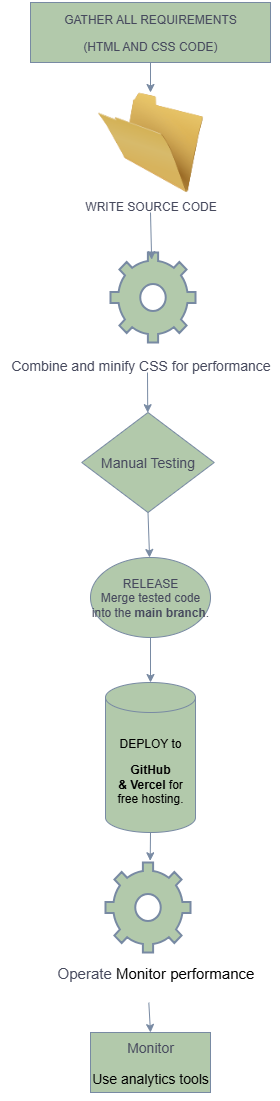 GATHER ALL REQUIREMENTS
(HTML AND CSS CODE)
WRITE SOURCE CODE
Combine and minify CSS for performance
Manual Testing
RELEASE
Merge tested code
into the main branch.
DEPLOY to
GitHub
& Vercel for
free hosting.
Operate Monitor performance
Monitor
Use analytics tools